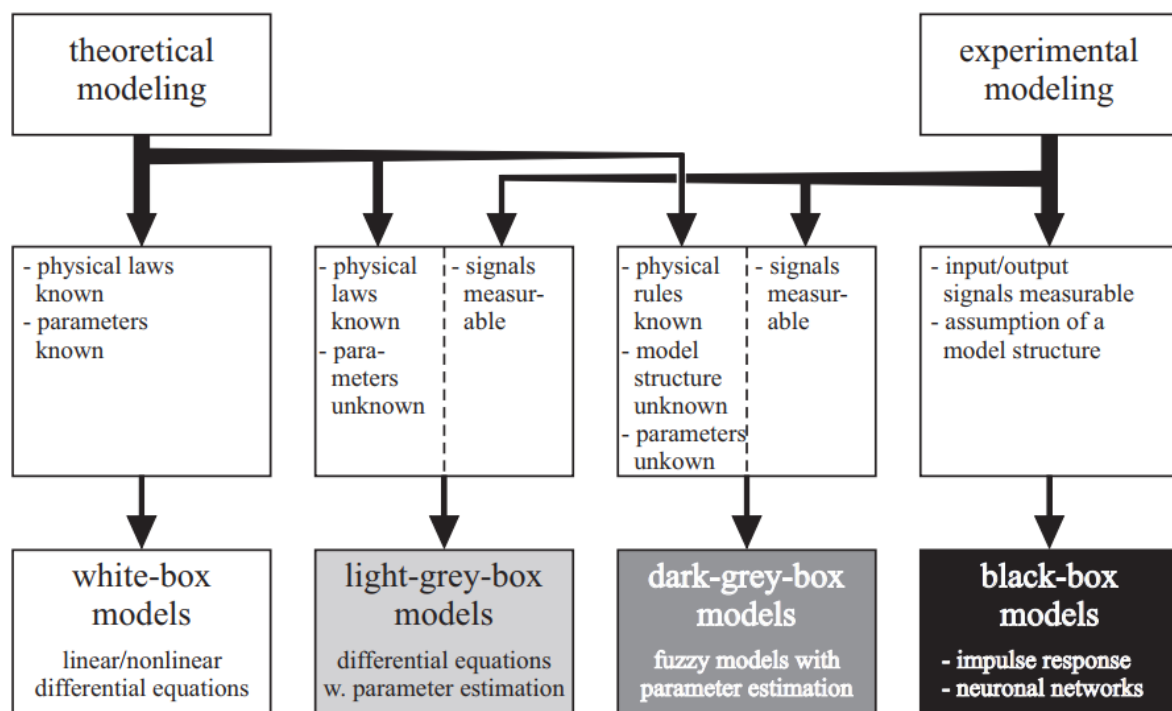 theoretical
modeling
experimental
modeling
- physical laws
known
- parameters
known
- physical
laws
known
- para-
meters
unknown
- signals
measur-
able
- physical
rules
known
- model
structure
unknown
- parameters
unkown
- signals
measur-
able
- input/output
signals measurable
- assumption of a
model structure
white-box
models
linear/nonlinear
differential equations
light-grey-box
models
differential equations
w. parameter estimation
dark-grey-box
models
fuzzy models with
parameter estimation
black-box
models
- impulse response
- neuronal networks